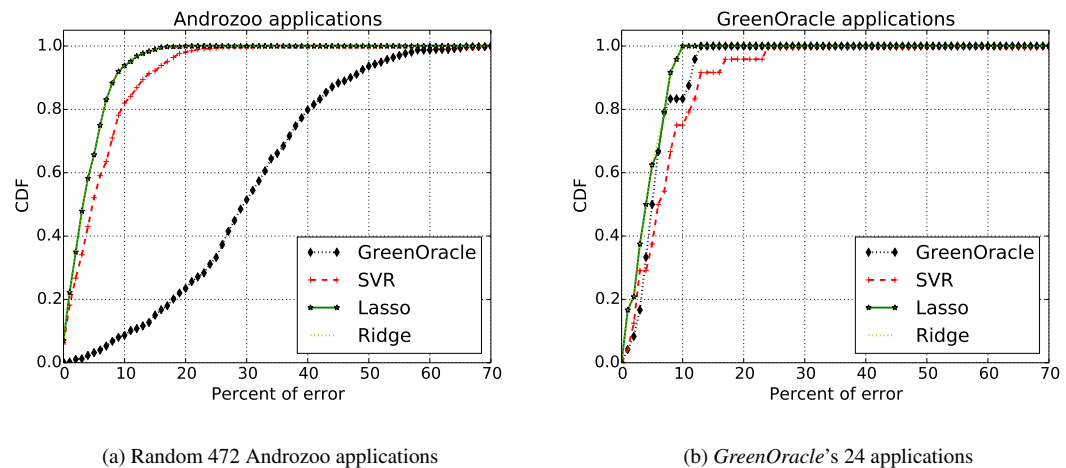 Androzoo applications
1.0
0.8
0.6
0.4
0.2
0.0
CDF
0 10 20 30 40 50 60 70
Percent of error
GreenOracle
SVR
Lasso
Ridge
(a) Random 472 Androzoo applications
GreenOracle applications
1.0
0.8
0.6
0.4
0.2
0.0
CDF
0 10 20 30 40 50 60 70
Percent of error
GreenOracle
SVR
Lasso
Ridge
(b) GreenOracle's 24 applications